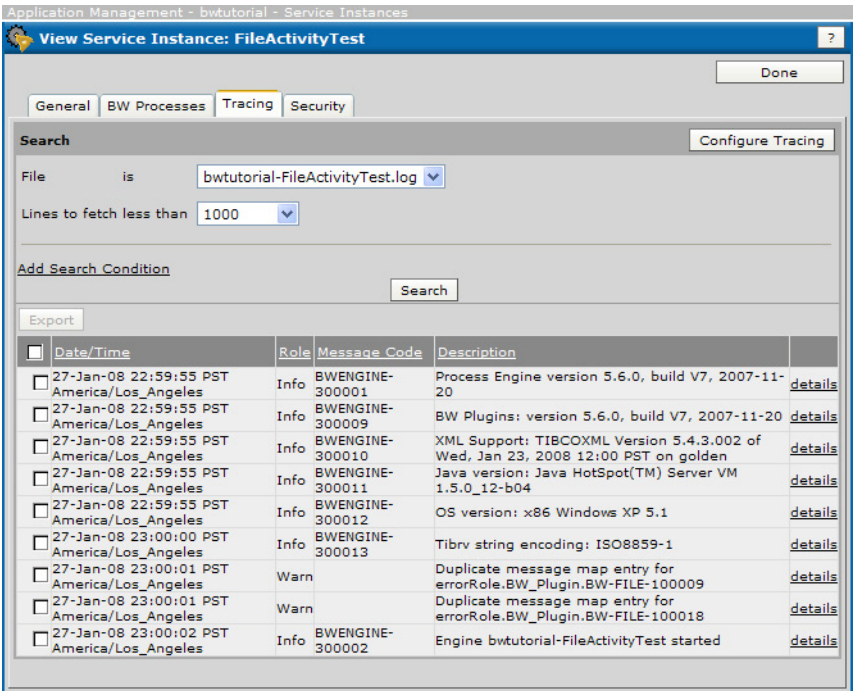 Application Management - bwtutorial - Service Instances
View Service Instance: FileActivityTest
?
Done
General
BW Processes
Tracing
Security
Search
Configure Tracing
File is bwtutorial-FileActivityTest.log
Lines to fetch less than 1000
Add Search Condition
Search
Export
Date/Time Role Message Code Description
27-Jan-08 22:59:55 PST
America/Los_Angeles
Info
BWENGINE-
300001
Process Engine version 5.6.0, build V7, 2007-11-
20
details
27-Jan-08 22:59:55 PST
America/Los_Angeles
Info
BWENGINE-
300009
BW Plugins: version 5.6.0, build V7, 2007-11-20
details
27-Jan-08 22:59:55 PST
America/Los_Angeles
Info
BWENGINE-
300010
XML Support: TIBCOXML Version 5.4.3.002 of
Wed, Jan 23, 2008 12:00 PST on golden
details
27-Jan-08 22:59:55 PST
America/Los_Angeles
Info
BWENGINE-
300011
Java version: Java HotSpot(TM) Server VM
1.5.0_12-b04
details
27-Jan-08 22:59:55 PST
America/Los_Angeles
Info
BWENGINE-
300012
OS version: x86 Windows XP 5.1
details
27-Jan-08 23:00:00 PST
America/Los_Angeles
Info
BWENGINE-
300013
Tibrv string encoding: ISO8859-1
details
27-Jan-08 23:00:01 PST
America/Los_Angeles
Warn
Duplicate message map entry for
errorRole.BW_Plugin.BW-FILE-100009
details
27-Jan-08 23:00:01 PST
America/Los_Angeles
Warn
Duplicate message map entry for
errorRole.BW_Plugin.BW-FILE-100018
details
27-Jan-08 23:00:02 PST
America/Los_Angeles
Info
BWENGINE-
300002
Engine bwtutorial-FileActivityTest started
details